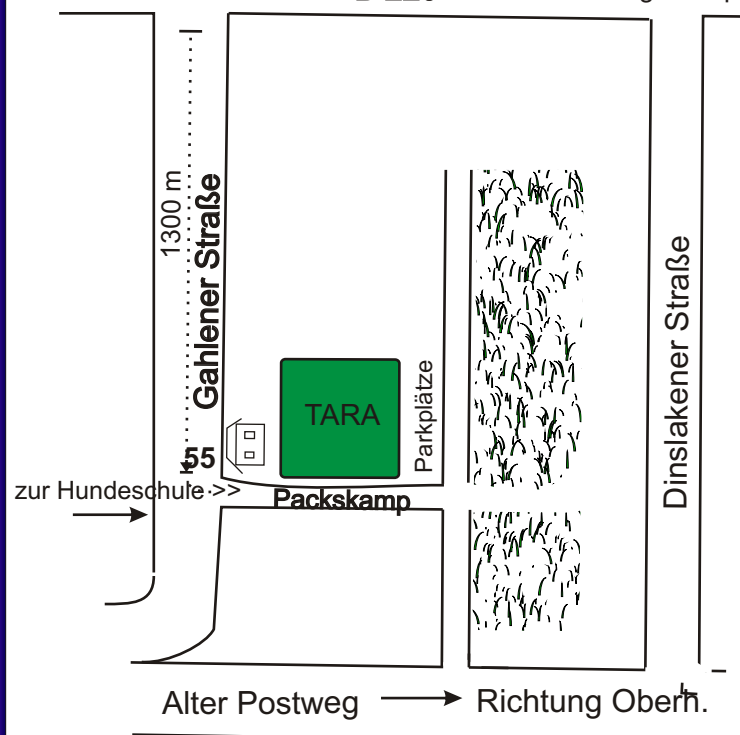 1300 m
Gahlener Straße
TARA
Parkplätze
Dinslakener Straße
55
zur Hundeschule >>
Packskamp
Alter Postweg
Richtung Oberh.